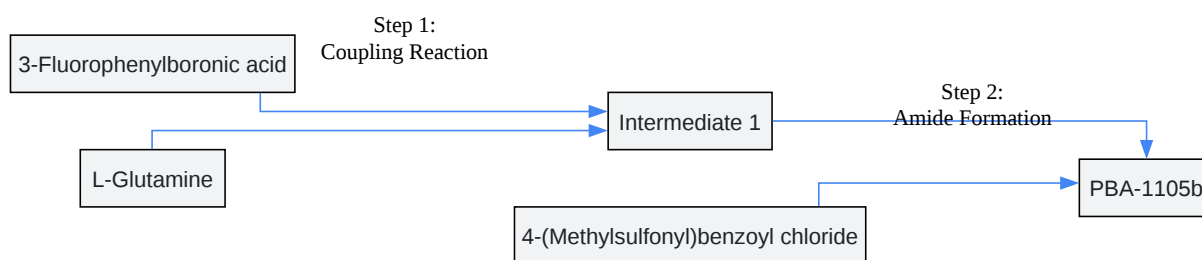 Step 1:
Coupling Reaction
3-Fluorophenylboronic acid
Step 2:
Amide Formation
Intermediate 1
L-Glutamine
PBA-1105b
4-(Methylsulfonyl)benzoyl chloride